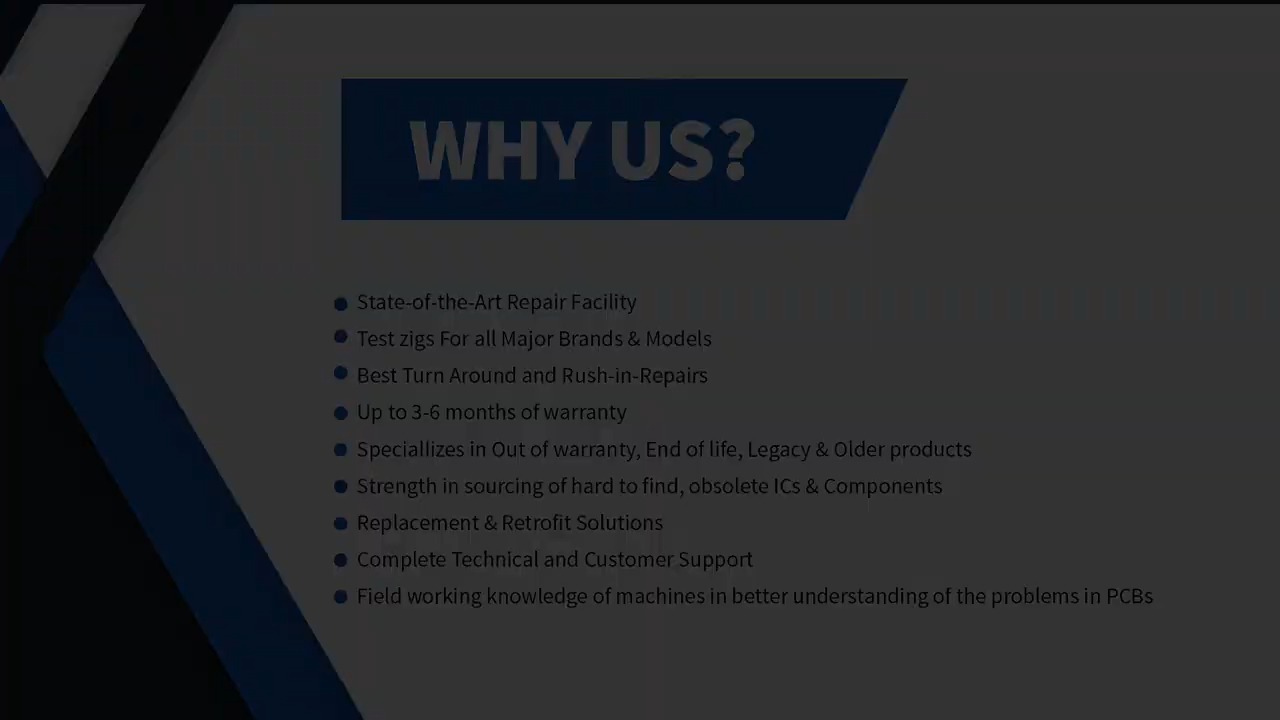 WHY US?
State-of-the-Art Repair Facility
Test zigs For all Major Brands & Models
Best Turn Around and Rush-in-Repairs
Up to 3-6 months of warranty
Speciallizes in Out of warranty, End of life, Legacy & Older products
Strength in sourcing of hard to find, obsolete ICs & Components
Replacement & Retrofit Solutions
Complete Technical and Customer Support
Field working knowledge of machines in better understanding of the problems in PCBs